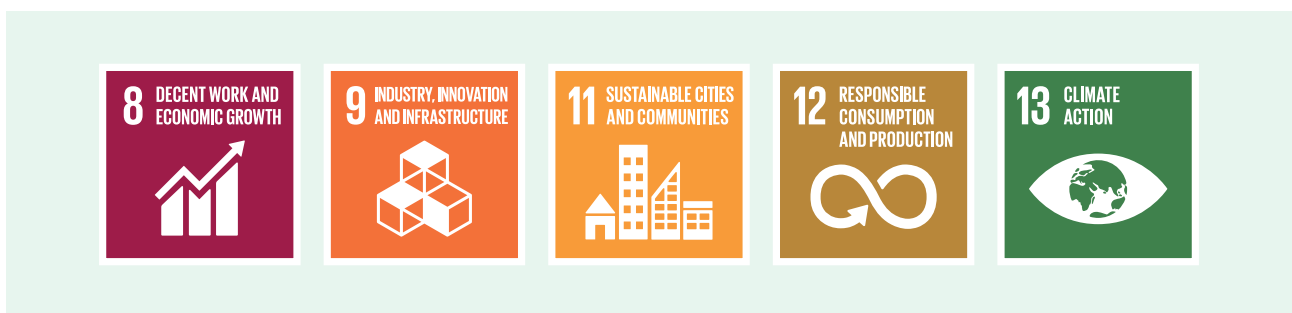 8 DECENT WORK AND
ECONOMIC GROWTH
9 INDUSTRY, INNOVATION
AND INFRASTRUCTURE
11 SUSTAINABLE CITIES
AND COMMUNITIES
12 RESPONSIBLE
CONSUMPTION
AND PRODUCTION
13 CLIMATE
ACTION